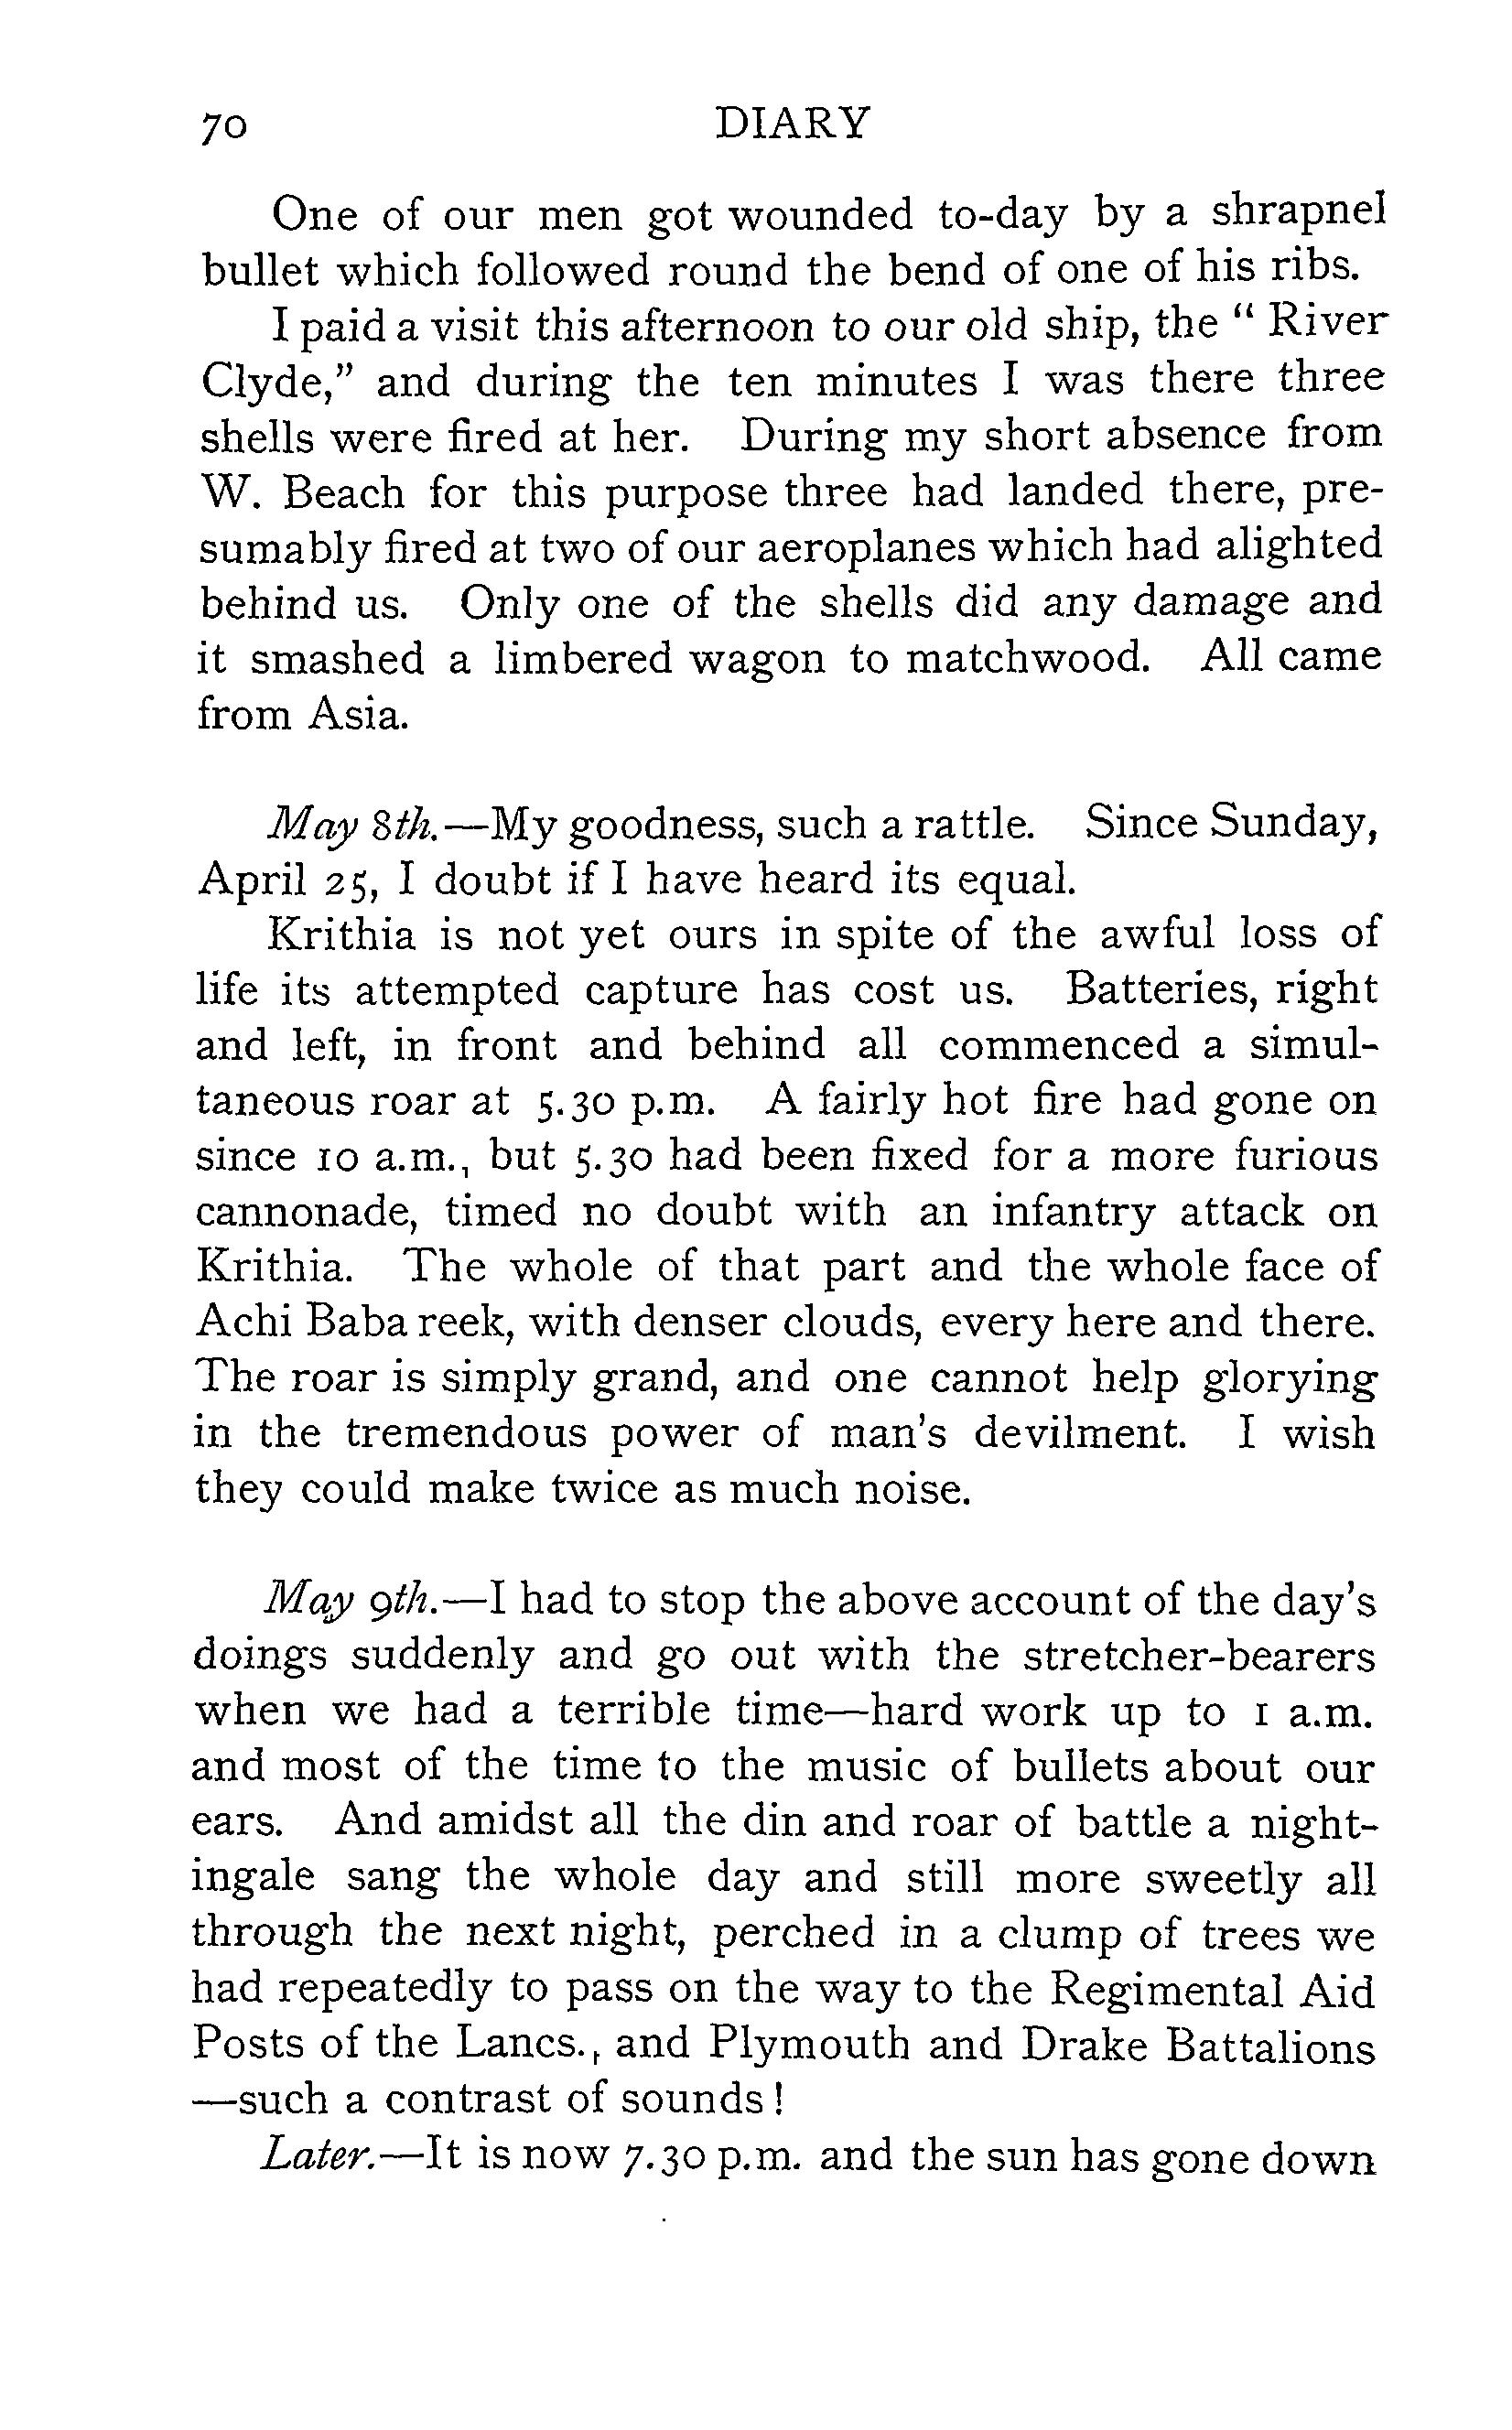 70 DIARY
One of our men got wounded to-day by a shrapnel
bullet which followed round the bend of one of his ribs.
I paid a visit this afternoon to our old ship, the “ River
Clyde,” and during the ten minutes I was there three
shells were fired at her. During my short absence from
W. Beach for this purpose three had landed there, pre-
sumably fired at two of our aeroplanes which had alighted
behind us. Only one of the shells did any damage and
it smashed a limbered wagon to matchwood. All came
from Asia.
May 8th.—My goodness, such a rattle. Since Sunday,
April 25, I doubt if I have heard its equal.
Krithia is not yet ours in spite of the awful loss of
life its attempted capture has cost us. Batteries, right
and left, in front and behind all commenced a simul-
taneous roar at 5.30 p.m. A fairly hot fire had gone on
since 10 a.m., but 5.30 had been fixed for a more furious
cannonade, timed no doubt with an infantry attack on
Krithia. The whole of that part and the whole face of
Achi Baba reek, with denser clouds, every here and there.
The roar is simply grand, and one cannot help glorying
in the tremendous power of man’s devilment. I wish
they could make twice as much noise.
May 9th.—I had to stop the above account of the day’s
doings suddenly and go out with the stretcher-bearers
when we had a terrible time—hard work up to 1 a.m.
and most of the time to the music of bullets about our
ears. And amidst all the din and roar of battle a night-
ingale sang the whole day and still more sweetly all
through the next night, perched in a clump of trees we
had repeatedly to pass on the way to the Regimental Aid
Posts of the Lancs., and Plymouth and Drake Battalions
—such a contrast of sounds !
Later.—It is now 7.30 p.m. and the sun has gone down